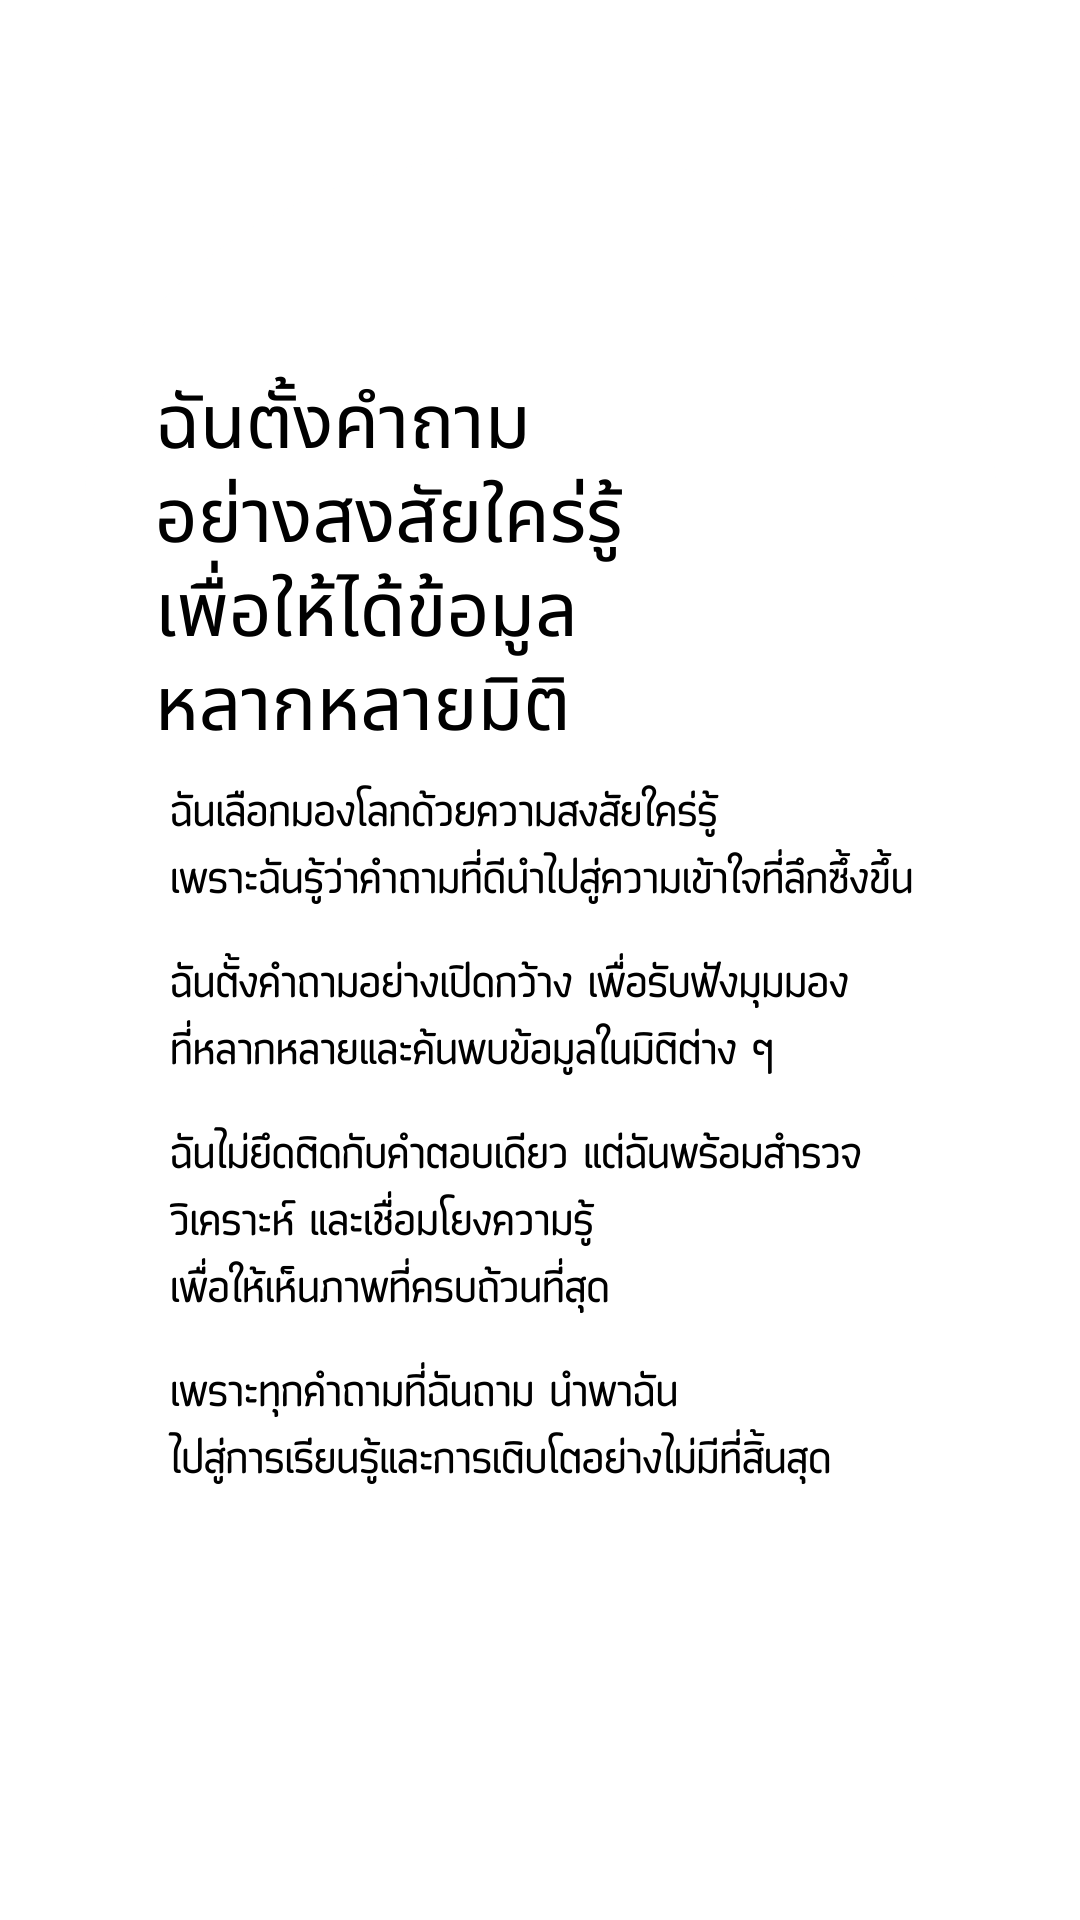 ฉันตั้งคำถาม
อย่างสงสัยใคร่รู้
เพื่อให้ได้ข้อมูล
หลากหลายมิติ
ฉันเลือกมองโลกด้วยความสงสัยใคร่รู้
เพราะฉันรู้ว่าคำถามที่ดีนำไปสู่ความเข้าใจที่ลึกซึ้งขึ้น
ฉันตั้งคำถามอย่างเปิดกว้าง เพื่อรับฟังมุมมอง
ที่หลากหลายและค้นพบข้อมูลในมิติต่าง ๆ
ฉันไม่ยึดติดกับคำตอบเดียว แต่ฉันพร้อมสำรวจ
วิเคราะห์ และเชื่อมโยงความรู้
เพื่อให้เห็นภาพที่ครบถ้วนที่สุด
เพราะทุกคำถามที่ฉันถาม นำพาฉัน
ไปสู่การเรียนรู้และการเติบโตอย่างไม่มีที่สิ้นสุด